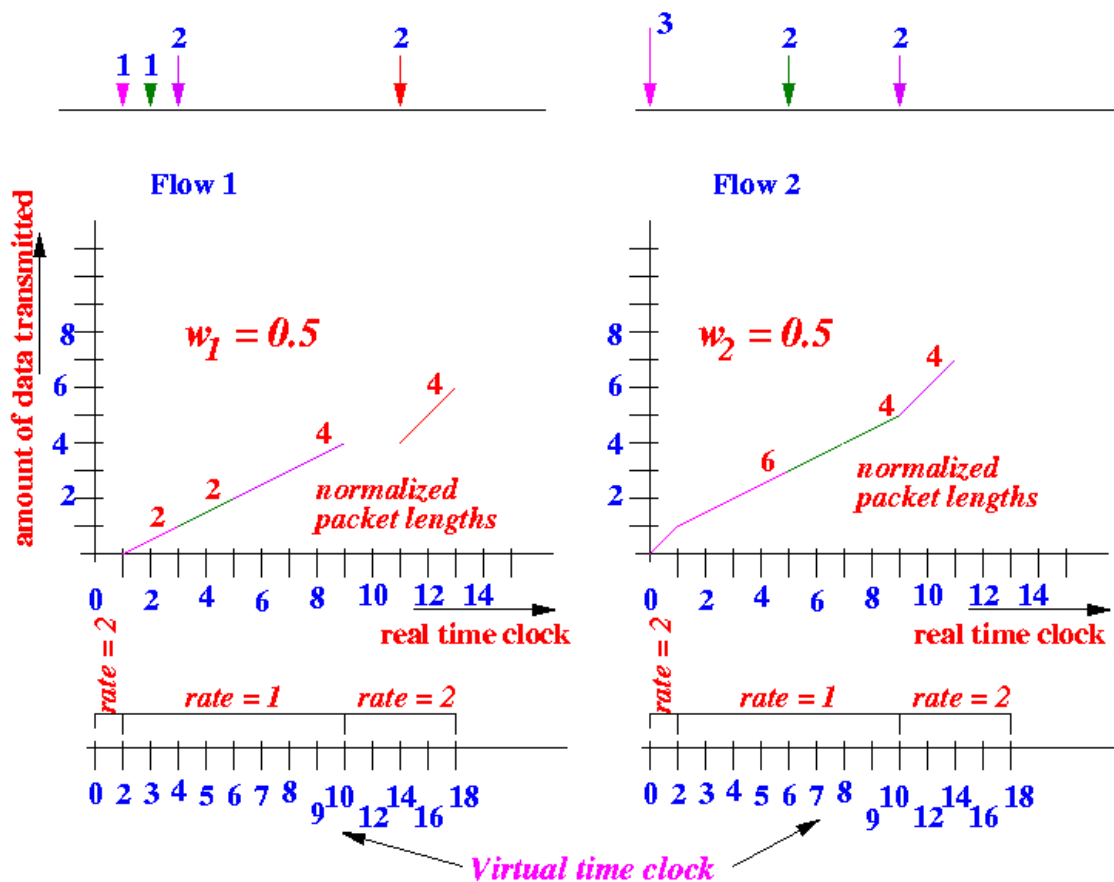 1 1 2 2
3 2 2
Flow 1
Flow 2
amount of data transmitted
8
6
4
2
w1 = 0.5
2 2 4 4
normalized
packet lengths
0 2 4 6 8 10 12 14
real time clock
8
6
4
2
w2 = 0.5
6 4 4
normalized
packet lengths
0 2 4 6 8 10 12 14
real time clock
rate = 2
rate = 1
rate = 2
0 2 3 4 5 6 7 8 9 10 12 14 16 18
rate = 2
rate = 1
rate = 2
0 2 3 4 5 6 7 8 9 10 12 14 16 18
Virtual time clock